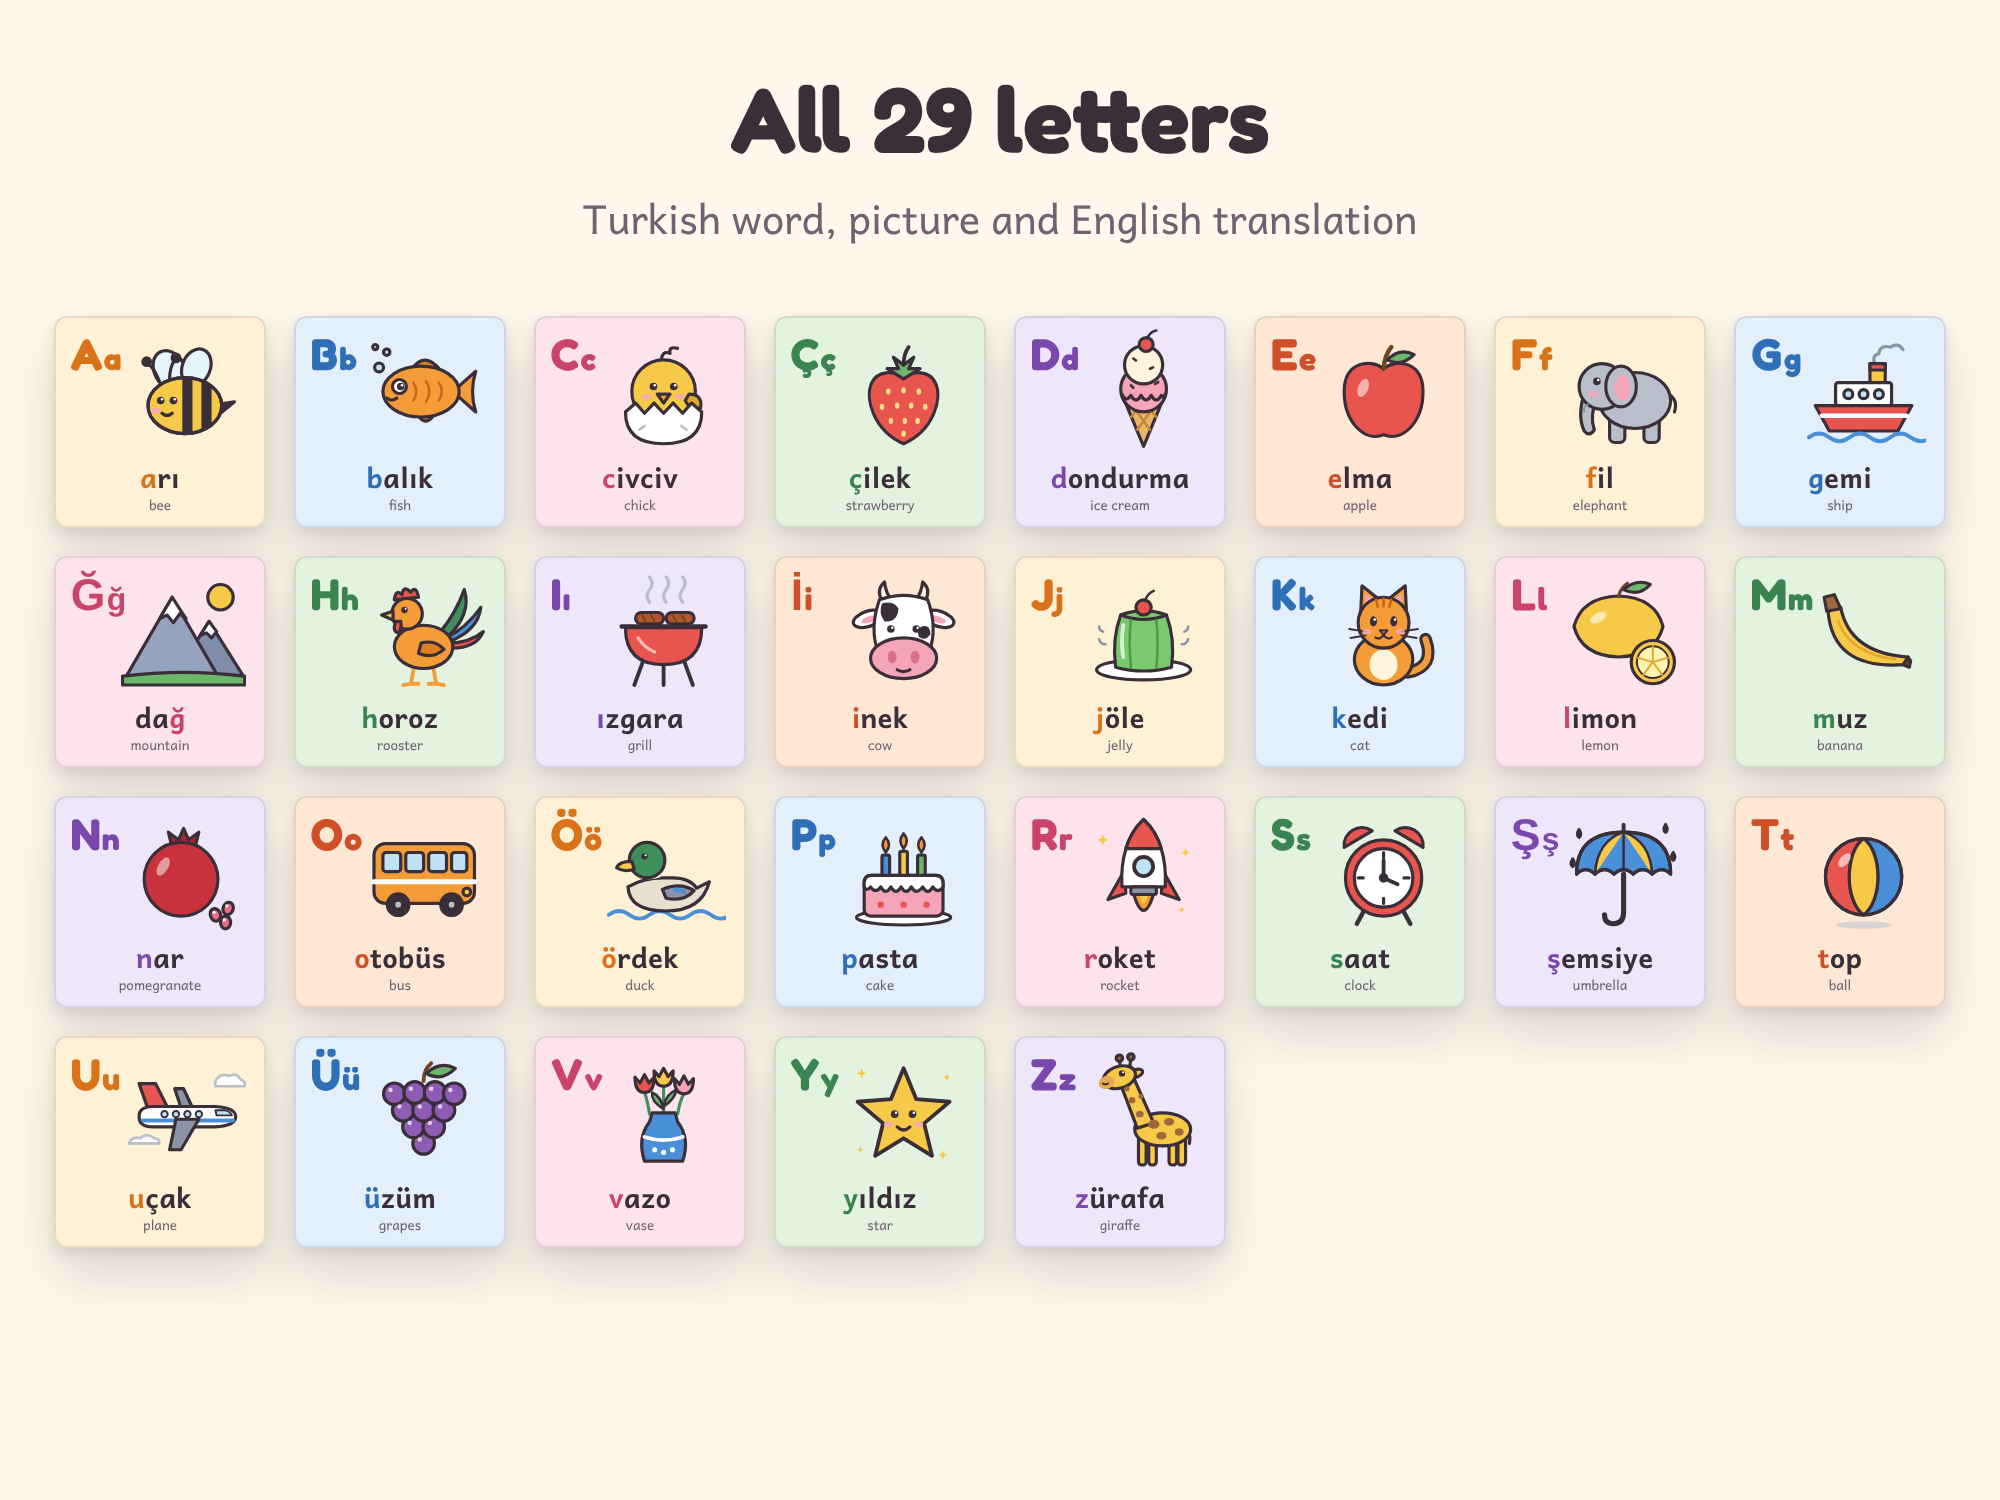 All 29 letters
Turkish word, picture and English translation
Aa
arı
bee
Bb
balık
fish
Cc
civciv
chick
Çç
çilek
strawberry
Dd
dondurma
ice cream
Ee
elma
apple
Ff
fil
elephant
Gg
gemi
ship
Ğğ
dağ
mountain
Hh
horoz
rooster
Iı
ızgara
grill
İi
inek
cow
Jj
jöle
jelly
Kk
kedi
cat
Ll
limon
lemon
Mm
muz
banana
Nn
nar
pomegranate
Oo
otobüs
bus
Öö
ördek
duck
Pp
pasta
cake
Rr
roket
rocket
Ss
saat
clock
Şş
şemsiye
umbrella
Tt
top
ball
Uu
uçak
plane
Üü
üzüm
grapes
Vv
vazo
vase
Yy
yıldız
star
Zz
zürafa
giraffe